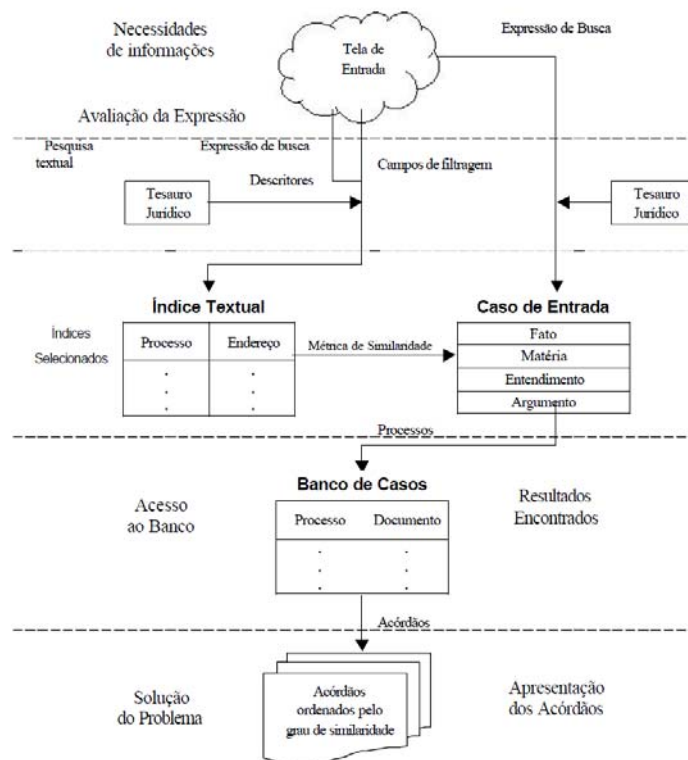 Necessidades
de informações
Expressão de Busca
Tela de
Entrada
Avaliação da Expressão
Pesquisa
textual
Expressão de busca
Campos de filtragem
Descritores
Tesauro
Jurídico
Tesauro
Jurídico
Índice Textual
Caso de Entrada
Índices
Selecionados
Processo
Endereço
Métrica de Similaridade
Fato
Matéria
Entendimento
Argumento
Processos
Banco de Casos
Acesso
ao Banco
Processo
Documento
Resultados
Encontrados
Acórdãos
Solução
do Problema
Acórdãos
ordenados pelo
grau de similaridade
Apresentação
dos Acórdãos